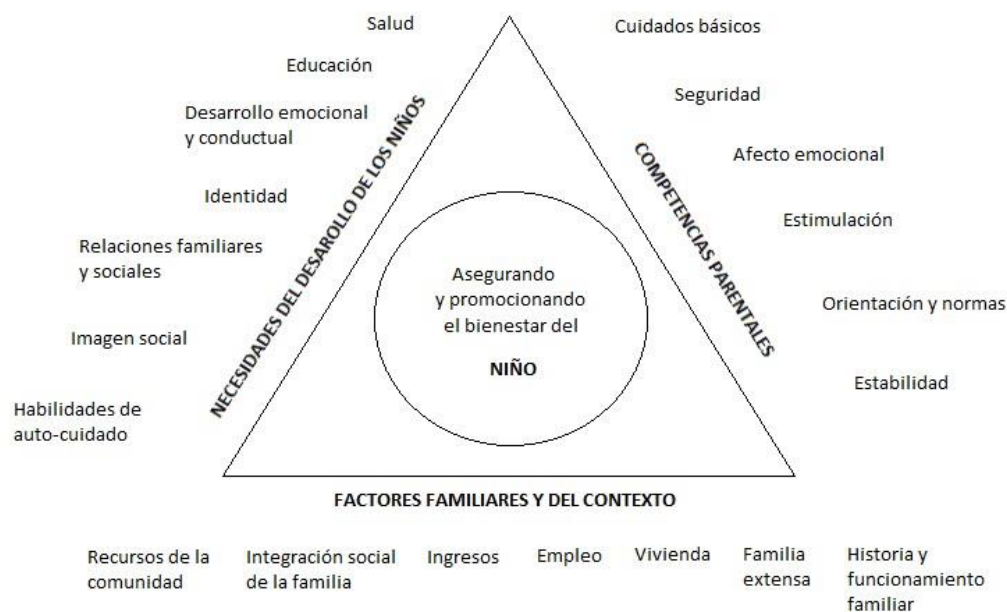 Salud
Educación
Desarrollo emocional
y conductual
Identidad
Relaciones familiares
y sociales
Imagen social
Habilidades de
auto-cuidado
NECESIDADES DEL DESAROLLO DE LOS NIÑOS
Asegurando
y promocionando
el bienestar del
NIÑO
COMPETENCIAS PARENTALES
Cuidados básicos
Seguridad
Afecto emocional
Estimulación
Orientación y normas
Estabilidad
FACTORES FAMILIARES Y DEL CONTEXTO
Recursos de la
comunidad
Integración social
de la familia
Ingresos
Empleo
Vivienda
Familia
extensa
Historia y
funcionamiento
familiar